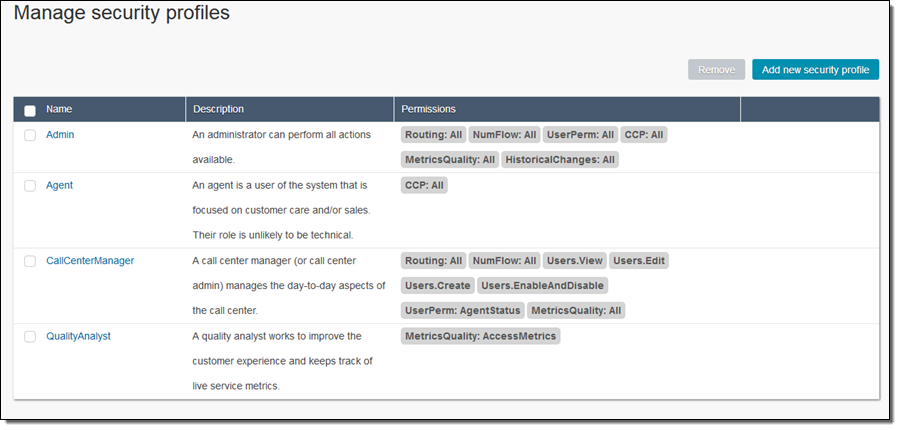 Manage security profiles
Remove
Add new security profile
Name Description Permissions
Admin An administrator can perform all actions Routing: All NumFlow: All UserPerm: All CCP: All
available. MetricsQuality: All HistoricalChanges: All
Agent An agent is a user of the system that is CCP: All
focused on customer care and/or sales.
Their role is unlikely to be technical.
CallCenterManager A call center manager (or call center Routing: All NumFlow: All Users.View Users.Edit
admin) manages the day-to-day aspects of Users.Create Users.EnableAndDisable
the call center. UserPerm: AgentStatus MetricsQuality: All
QualityAnalyst A quality analyst works to improve the MetricsQuality: AccessMetrics
customer experience and keeps track of
live service metrics.